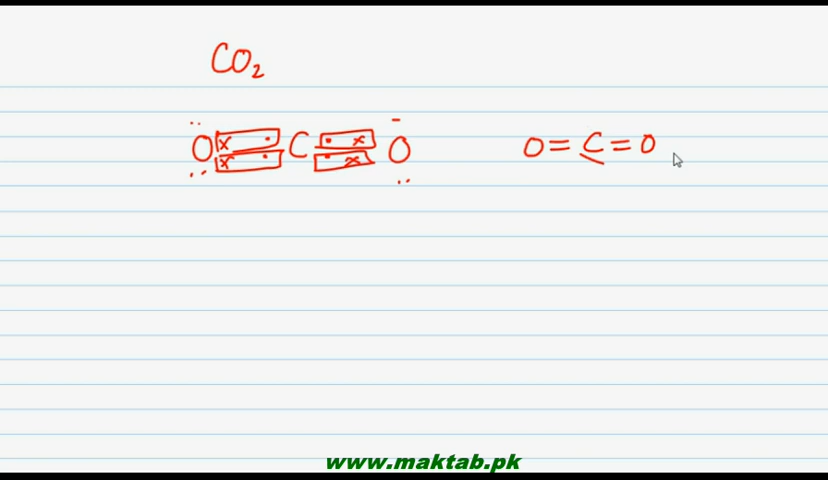 CO₂
O C O O = C = O
www.maktab.pk